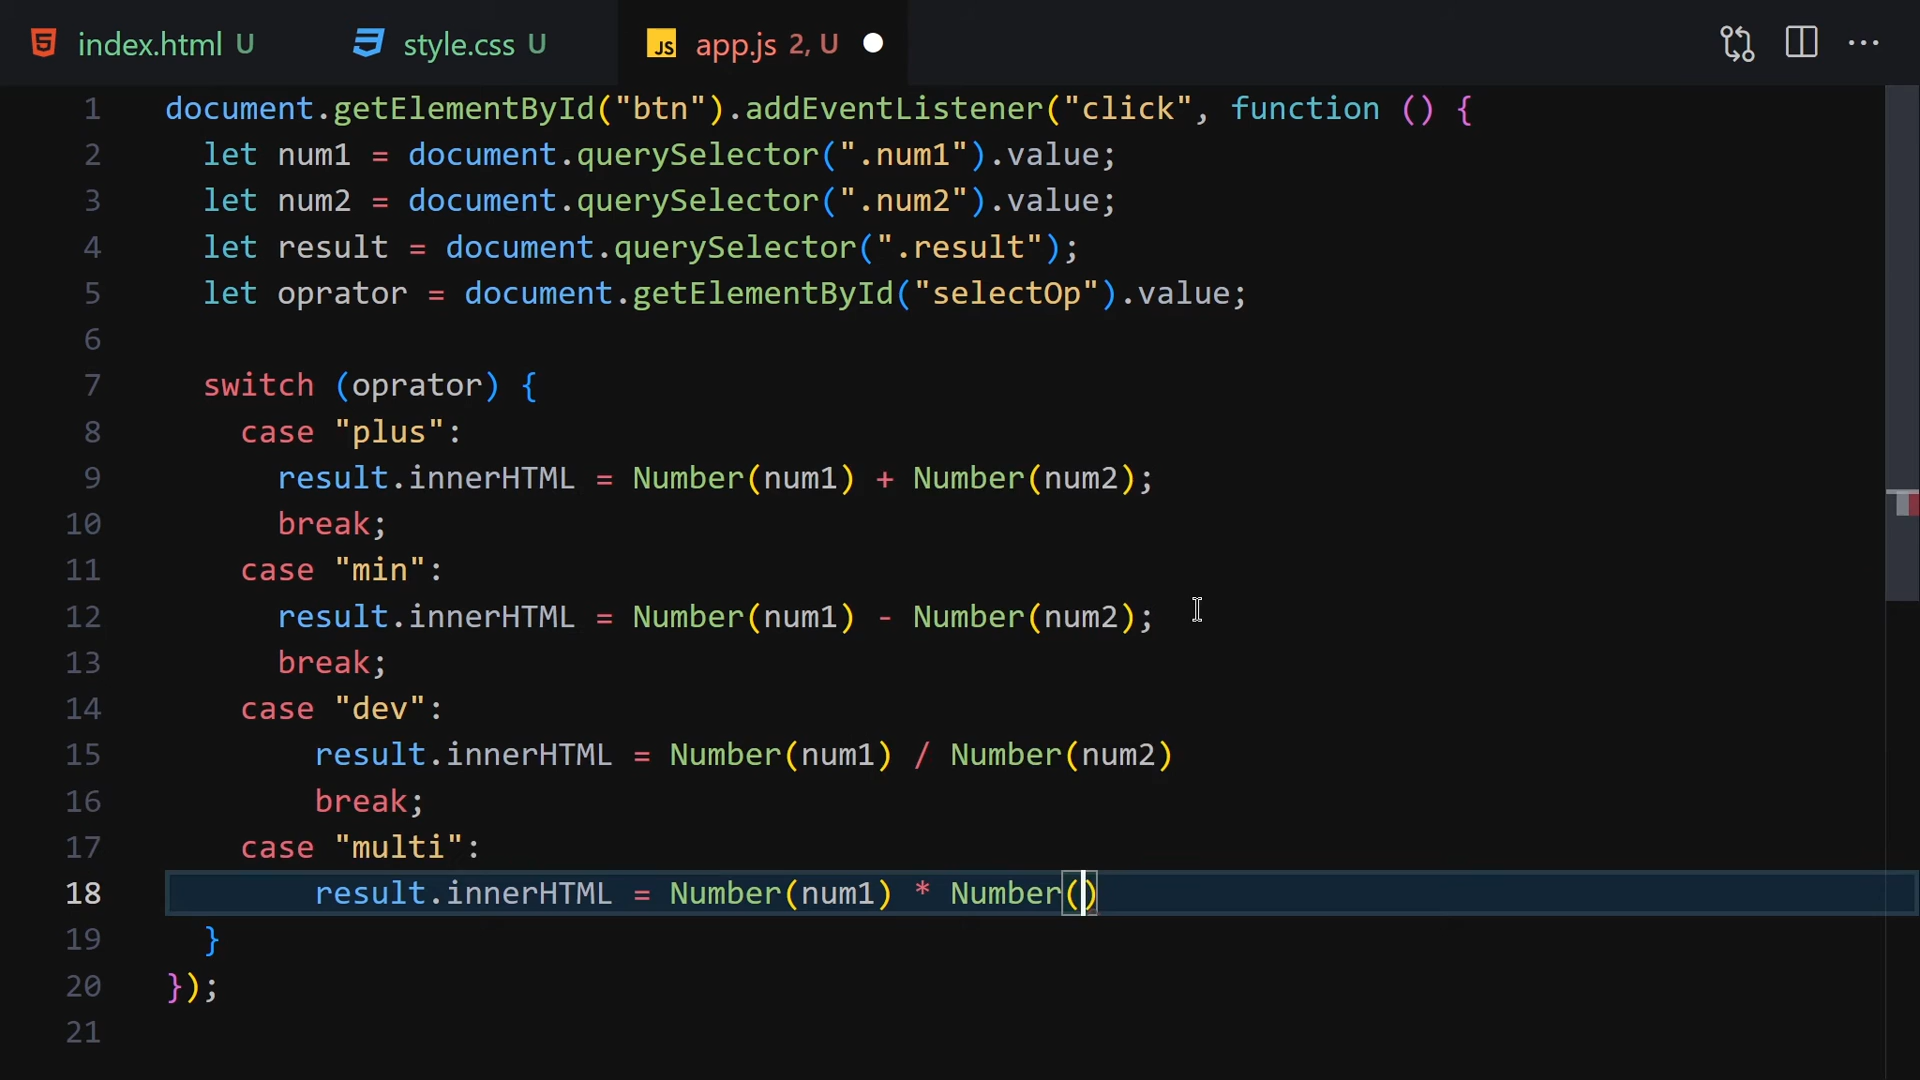 index.html U style.css U JS app.js 2, U
1 document.getElementById("btn").addEventListener("click", function () {
2 let num1 = document.querySelector(".num1").value;
3 let num2 = document.querySelector(".num2").value;
4 let result = document.querySelector(".result");
5 let oprator = document.getElementById("selectOp").value;
6
7 switch (oprator) {
8 case "plus":
9 result.innerHTML = Number(num1) + Number(num2);
10 break;
11 case "min":
12 result.innerHTML = Number(num1) - Number(num2);
13 break;
14 case "dev":
15 result.innerHTML = Number(num1) / Number(num2)
16 break;
17 case "multi":
18 result.innerHTML = Number(num1) * Number()
19 }
20 });
21